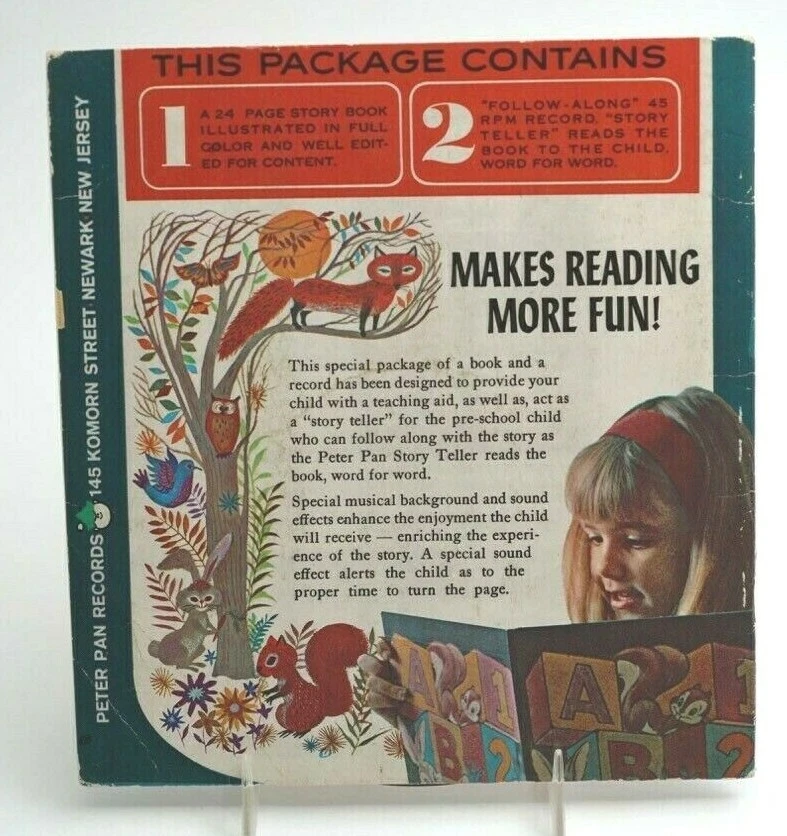 THIS PACKAGE CONTAINS
1
A 24 PAGE STORY BOOK
ILLUSTRATED IN FULL
COLOR AND WELL EDIT-
ED FOR CONTENT.
2
"FOLLOW-ALONG" 45
RPM RECORD. "STORY
TELLER" READS THE
BOOK TO THE CHILD,
WORD FOR WORD.
MAKES READING
MORE FUN!
This special package of a book and a
record has been designed to provide your
child with a teaching aid, as well as, act as
a "story teller" for the pre-school child
who can follow along with the story as
the Peter Pan Story Teller reads the
book, word for word.
Special musical background and sound
effects enhance the enjoyment the child
will receive — enriching the experi-
ence of the story. A special sound
effect alerts the child as to the
proper time to turn the page.
PETER PAN RECORDS 145 KOMORN STREET NEWARK NEW JERSEY
A 1
B 2
A 1
B 2